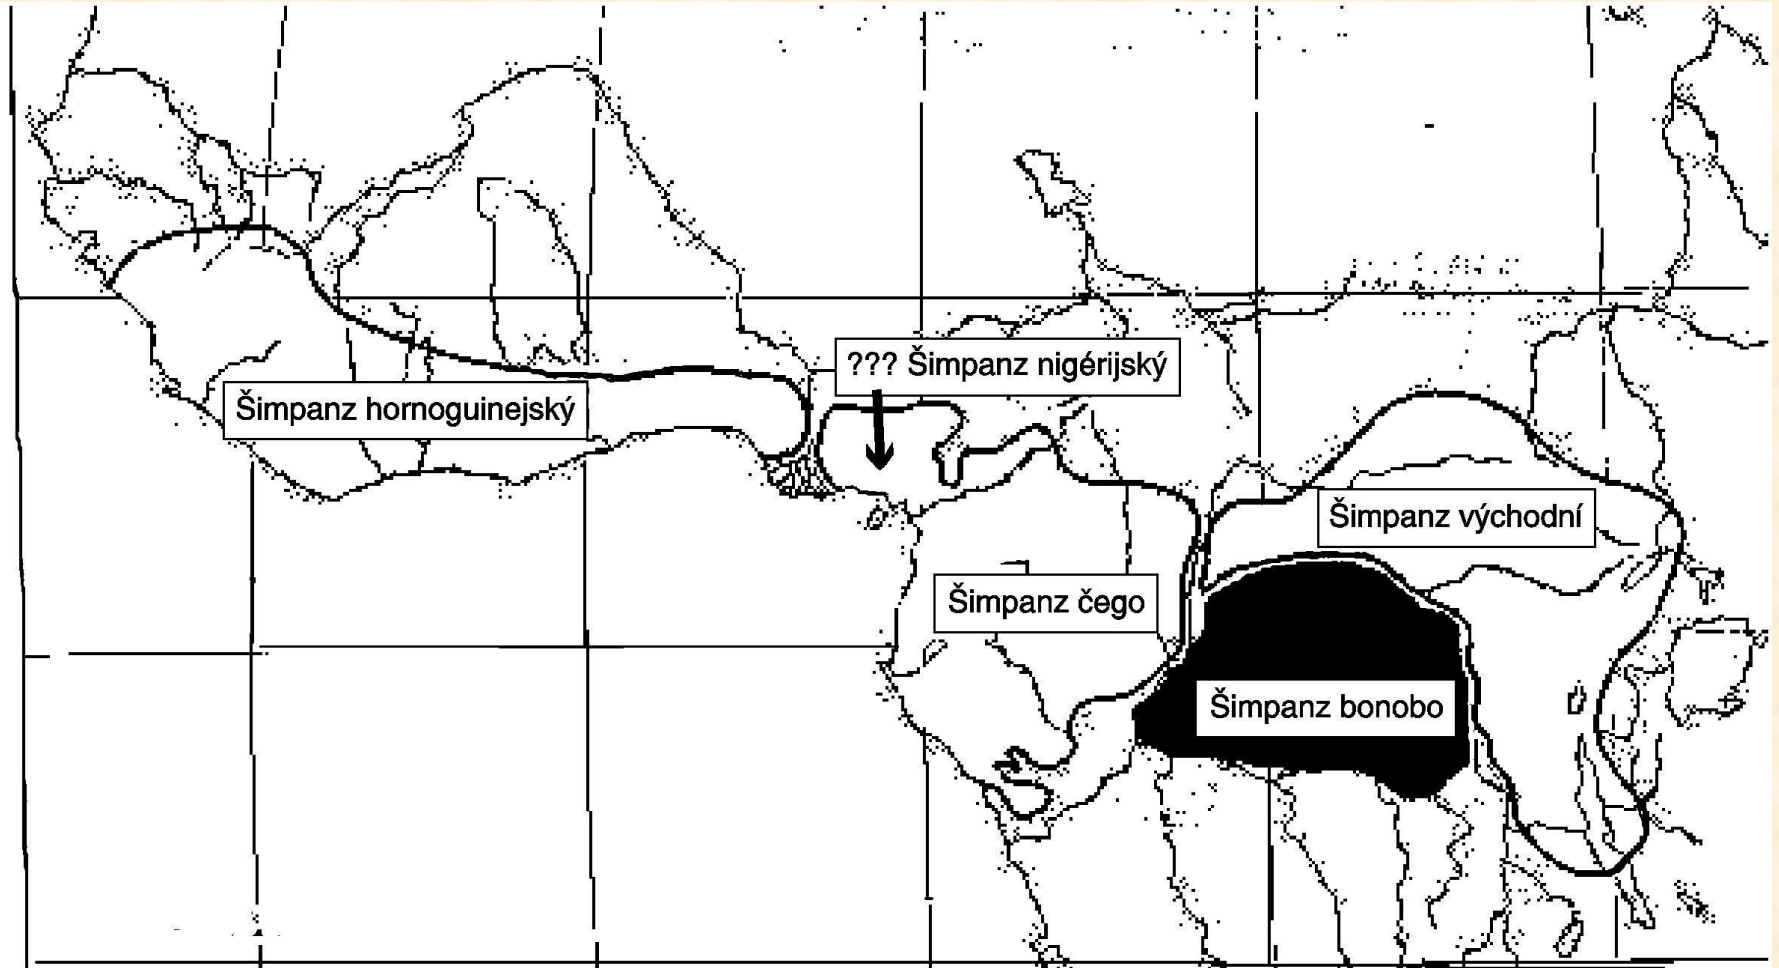 ??? Šimpanz nigérijský
Šimpanz hornoguinejský
Šimpanz východní
Šimpanz čego
Šimpanz bonobo